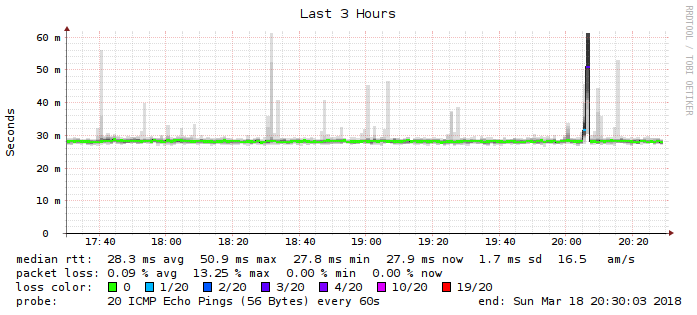 Last 3 Hours
RRDTOOL / TOBI OETIKER
Seconds
60 m
50 m
40 m
30 m
20 m
10 m
0
17:40 18:00 18:20 18:40 19:00 19:20 19:40 20:00 20:20
median rtt: 28.3 ms avg 50.9 ms max 27.8 ms min 27.9 ms now 1.7 ms sd 16.5 am/s
packet loss: 0.09 % avg 13.25 % max 0.00 % min 0.00 % now
loss color: 0 1/20 2/20 3/20 4/20 10/20 19/20
probe: 20 ICMP Echo Pings (56 Bytes) every 60s end: Sun Mar 18 20:30:03 2018